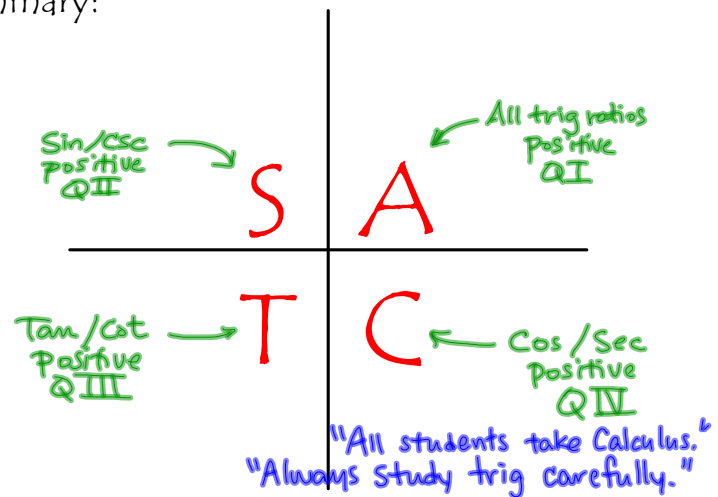 Sin/Csc
positive
QII
All trig ratios
Positive
QI
S A
T C
Tan/Cot
Positive
QIII
Cos/Sec
positive
QIV
"All students take Calculus."
"Always study trig carefully."